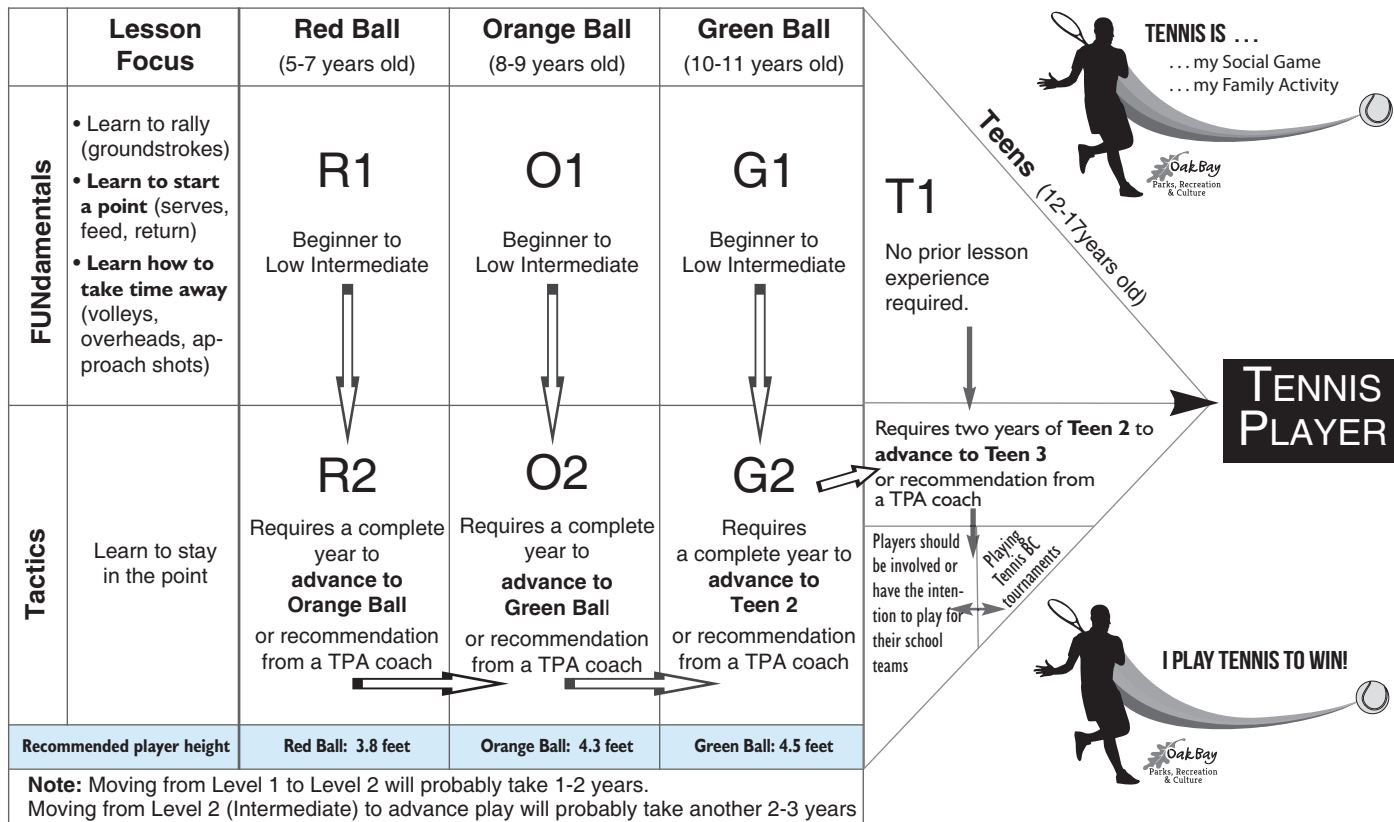 Lesson
Focus
Red Ball
(5-7 years old)
Orange Ball
(8-9 years old)
Green Ball
(10-11 years old)
FUNdamentals
• Learn to rally
(groundstrokes)
• Learn to start
a point (serves,
feed, return)
• Learn how to
take time away
(volleys,
overheads, ap-
proach shots)
R1
Beginner to
Low Intermediate
O1
Beginner to
Low Intermediate
G1
Beginner to
Low Intermediate
T1
No prior lesson
experience
required.
Teens (12-17years old)
TENNIS IS ...
... my Social Game
... my Family Activity
OakBay
Parks, Recreation
& Culture
TENNIS
PLAYER
Tactics
Learn to stay
in the point
R2
Requires a complete
year to
advance to
Orange Ball
or recommendation
from a TPA coach
O2
Requires a complete
year to
advance to
Green Ball
or recommendation
from a TPA coach
G2
Requires
a complete year to
advance to
Teen 2
or recommendation
from a TPA coach
Requires two years of Teen 2 to
advance to Teen 3
or recommendation from
a TPA coach
Players should
be involved or
have the inten-
tion to play for
their school
teams
Playing
Tennis BC
tournaments
I PLAY TENNIS TO WIN!
OakBay
Parks, Recreation
& Culture
Recommended player height
Red Ball: 3.8 feet
Orange Ball: 4.3 feet
Green Ball: 4.5 feet
Note: Moving from Level 1 to Level 2 will probably take 1-2 years.
Moving from Level 2 (Intermediate) to advance play will probably take another 2-3 years